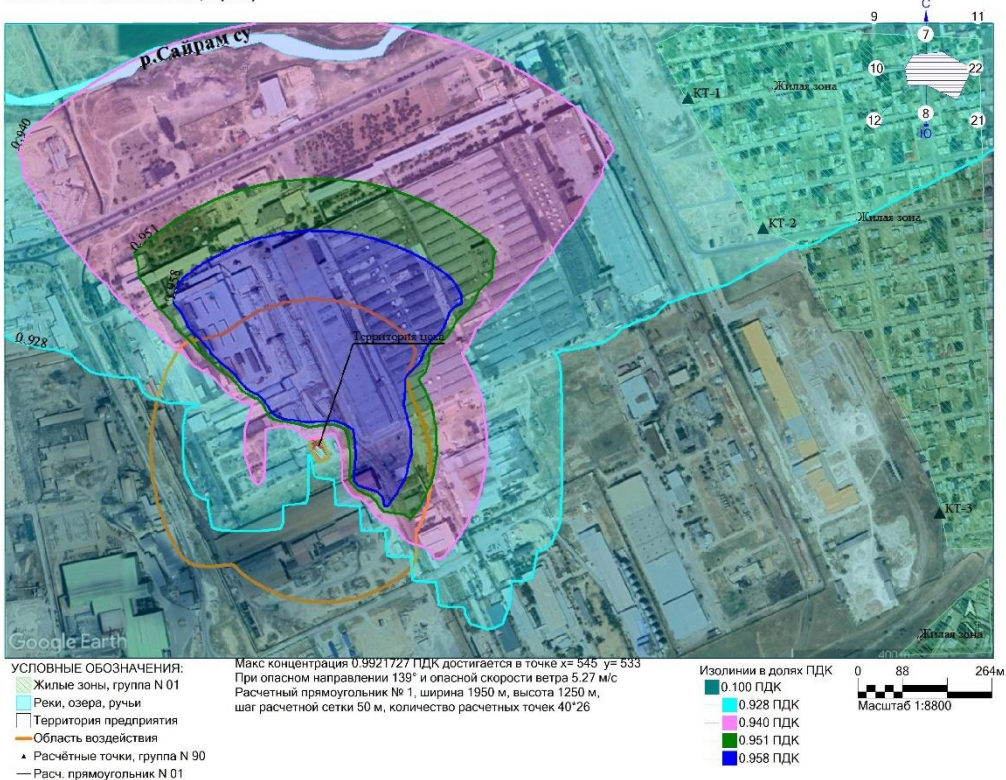 С
9
11
7
10
22
12
8
21
Ю
р.Сайрам су
КТ-1
Жилая зона
0.940
КТ-2
Жилая зона
0.951
0.958
0.928
Территория цеха
КТ-3
Жилая зона
Google Earth
400 m
УСЛОВНЫЕ ОБОЗНАЧЕНИЯ:
Жилые зоны, группа N 01
Реки, озера, ручьи
Территория предприятия
Область воздействия
Расчётные точки, группа N 90
Расч. прямоугольник N 01
Макс концентрация 0.9921727 ПДК достигается в точке x= 545 y= 533
При опасном направлении 139° и опасной скорости ветра 5.27 м/с
Расчетный прямоугольник № 1, ширина 1950 м, высота 1250 м,
шаг расчетной сетки 50 м, количество расчетных точек 40*26
Изолинии в долях ПДК
0.100 ПДК
0.928 ПДК
0.940 ПДК
0.951 ПДК
0.958 ПДК
0 88 264м
Масштаб 1:8800